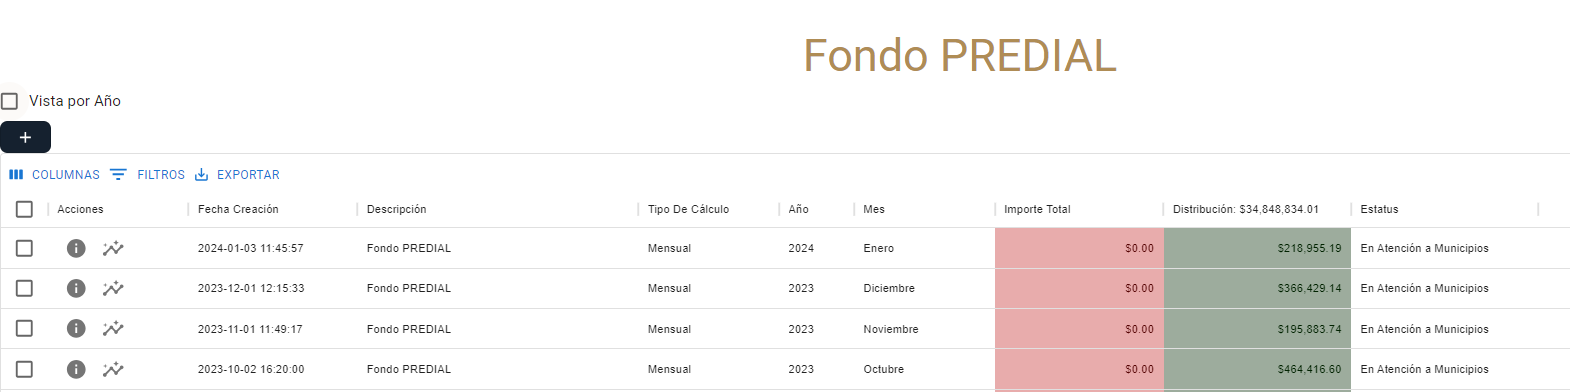 Fondo PREDIAL
Vista por Año
+
COLUMNAS FILTROS EXPORTAR
Acciones Fecha Creación Descripción Tipo De Cálculo Año Mes Importe Total Distribución: $34,848,834.01 Estatus
2024-01-03 11:45:57 Fondo PREDIAL Mensual 2024 Enero $0.00 $218,955.19 En Atención a Municipios
2023-12-01 12:15:33 Fondo PREDIAL Mensual 2023 Diciembre $0.00 $366,429.14 En Atención a Municipios
2023-11-01 11:49:17 Fondo PREDIAL Mensual 2023 Noviembre $0.00 $195,883.74 En Atención a Municipios
2023-10-02 16:20:00 Fondo PREDIAL Mensual 2023 Octubre $0.00 $464,416.60 En Atención a Municipios